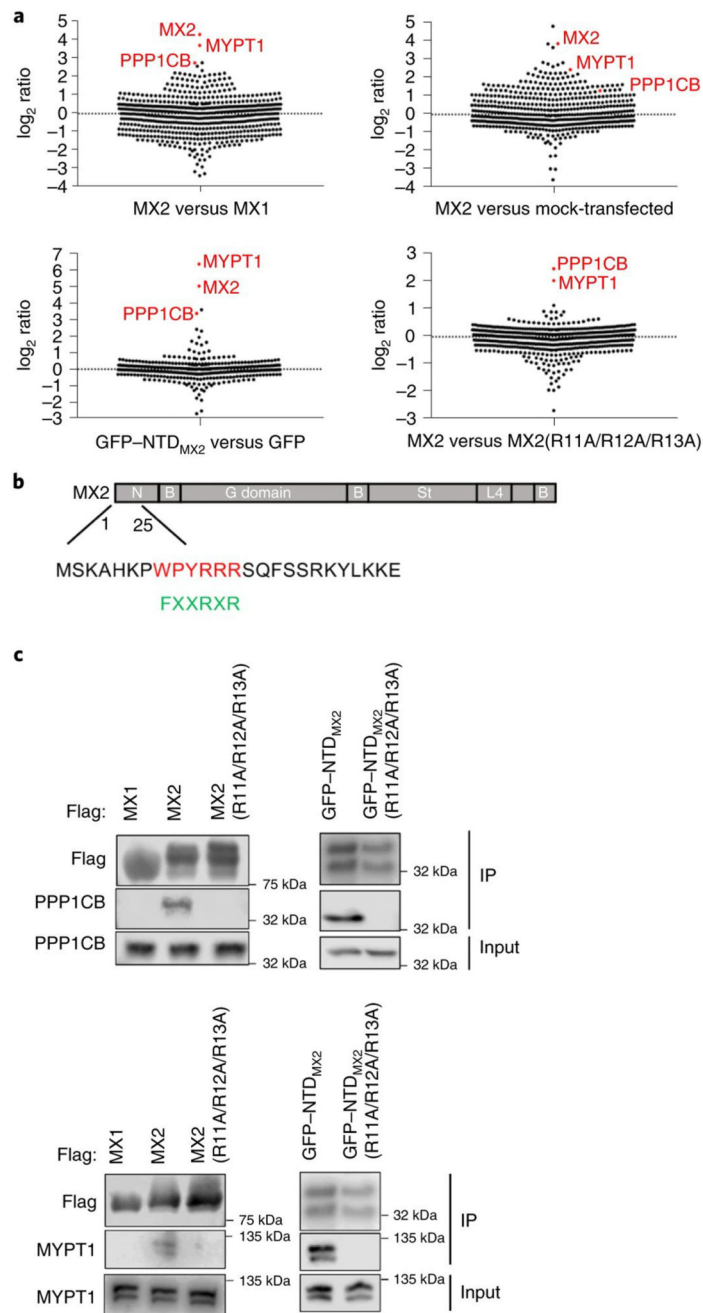 a
log2 ratio
5
4
3
2
1
0
−1
−2
−3
−4
MX2
MYPT1
PPP1CB
MX2 versus MX1
log2 ratio
5
4
3
2
1
0
−1
−2
−3
−4
MX2
MYPT1
PPP1CB
MX2 versus mock-transfected
log2 ratio
7
6
5
4
3
2
1
0
−1
−2
−3
MYPT1
MX2
PPP1CB
GFP–NTDMX2 versus GFP
log2 ratio
3
2
1
0
−1
−2
−3
PPP1CB
MYPT1
MX2 versus MX2(R11A/R12A/R13A)
b
MX2 N B G domain B St L4 B
1 25
MSKAHKPWPYRRRSQFSSRKYLKKE
FXXRXR
c
Flag:
MX1
MX2
MX2
(R11A/R12A/R13A)
GFP–NTDMX2
GFP–NTDMX2
(R11A/R12A/R13A)
Flag
75 kDa
32 kDa
IP
PPP1CB
32 kDa
32 kDa
PPP1CB
32 kDa
32 kDa
Input
Flag:
MX1
MX2
MX2
(R11A/R12A/R13A)
GFP–NTDMX2
GFP–NTDMX2
(R11A/R12A/R13A)
Flag
75 kDa
32 kDa
IP
MYPT1
135 kDa
135 kDa
MYPT1
135 kDa
135 kDa
Input